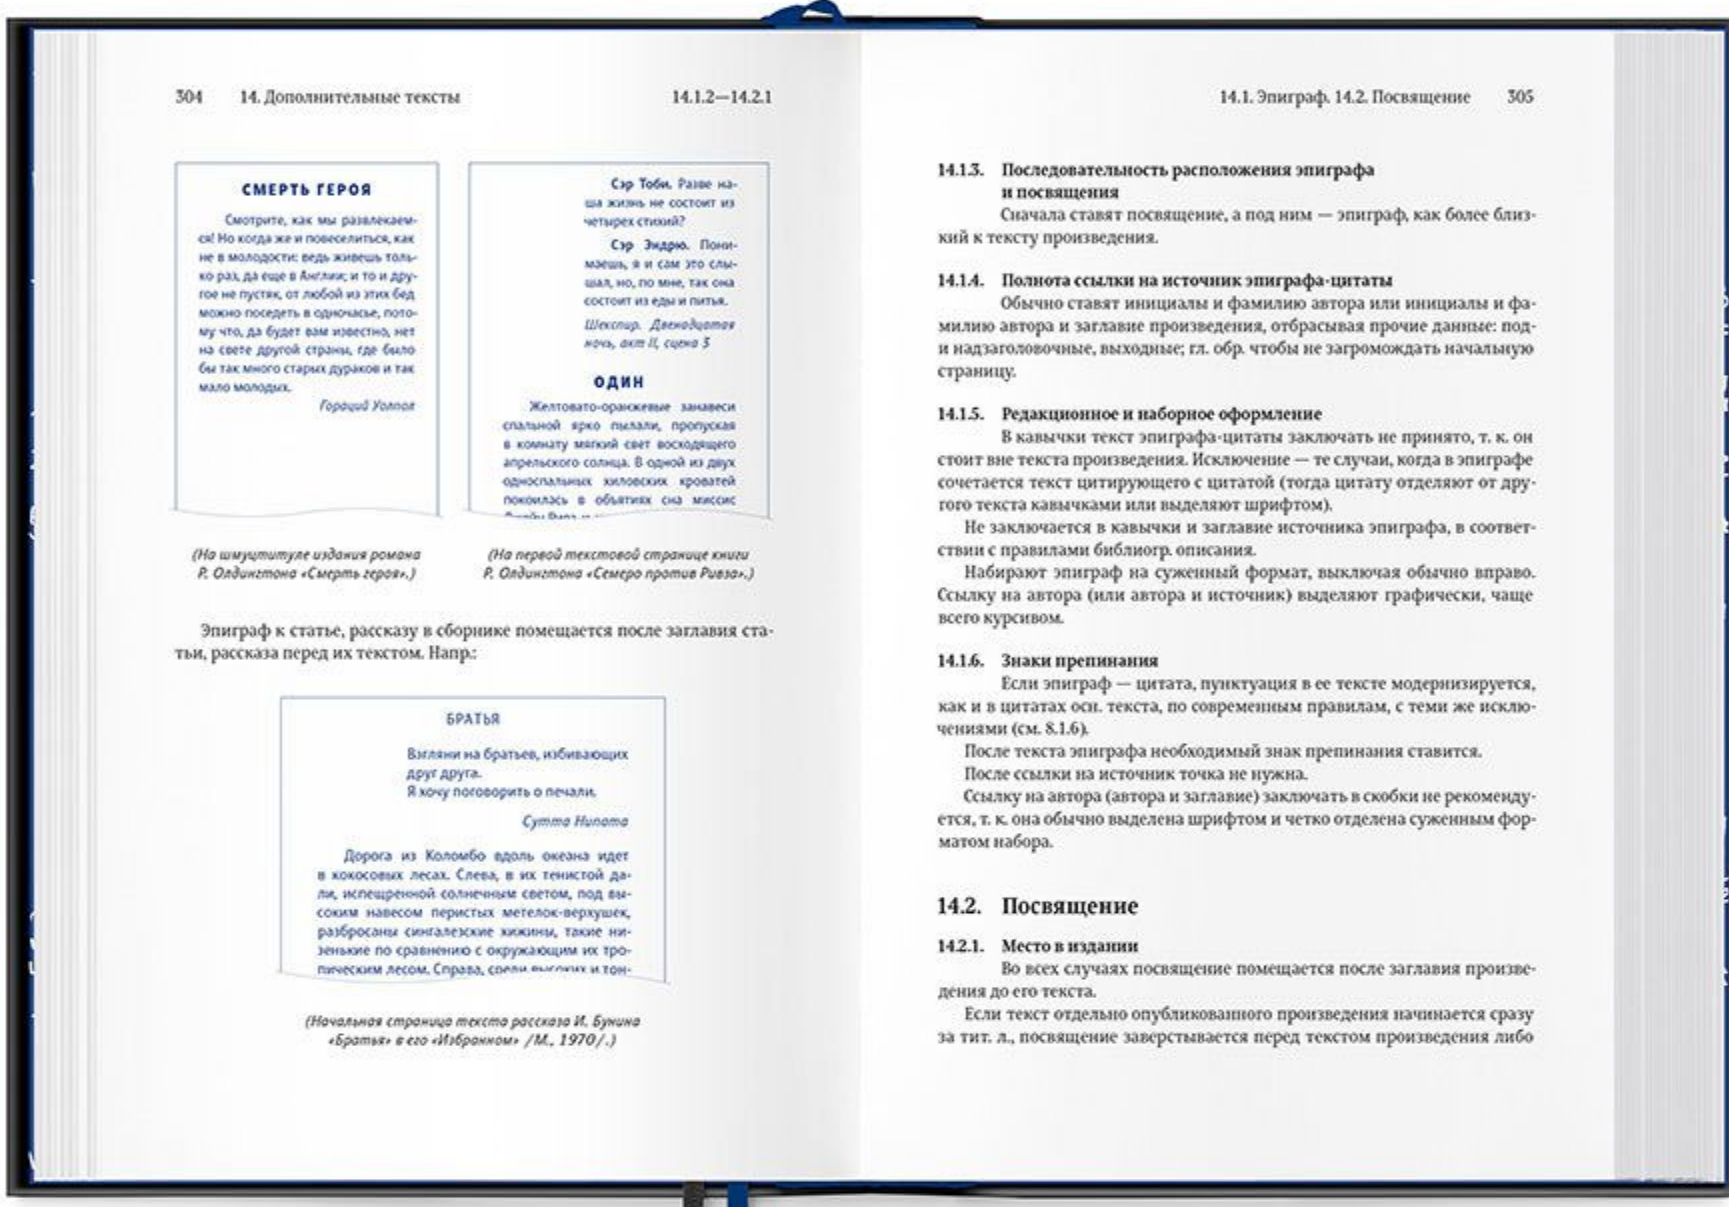 304 14. Дополнительные тексты 14.1.2—14.2.1
СМЕРТЬ ГЕРОЯ
Смотрите, как мы развлекаем-
ся! Но когда же и повеселиться, как
не в молодости: ведь живешь толь-
ко раз, да еще в Англии; и то и дру-
гое не пустяк, от любой из этих бед
можно поседеть в одночасье, пото-
му что, да будет вам известно, нет
на свете другой страны, где было
бы так много старых дураков и так
мало молодых.
Гораций Уолпол
(На шмуцтитуле издания романа
Р. Олдингтона «Смерть героя».)
Сэр Тоби. Разве на-
ша жизнь не состоит из
четырех стихий?
Сэр Эндрю. Пони-
маешь, я и сам это слы-
шал, но, по мне, так она
состоит из еды и питья.
Шекспир. Двенадцатая
ночь, акт II, сцена 3
ОДИН
Желтовато-оранжевые занавеси
спальной ярко пылали, пропуская
в комнату мягкий свет восходящего
апрельского солнца. В одной из двух
односпальных хиловских кроватей
покоилась в объятиях сна миссис
(На первой текстовой странице книги
Р. Олдингтона «Семеро против Ривза».)
Эпиграф к статье, рассказу в сборнике помещается после заглавия ста-
тьи, рассказа перед их текстом. Напр.:
БРАТЬЯ
Взгляни на братьев, избивающих
друг друга.
Я хочу поговорить о печали.
Сутта Нипата
Дорога из Коломбо вдоль океана идет
в кокосовых лесах. Слева, в их тенистой да-
ли, испещренной солнечным светом, под вы-
соким навесом перистых метелок-верхушек,
разбросаны сингалезские хижины, такие ни-
зенькие по сравнению с окружающим их тро-
пическим лесом. Справа, среди высоких и тон-
(Начальная страница текста рассказа И. Бунина
«Братья» в его «Избранном» /М., 1970/.)
14.1. Эпиграф. 14.2. Посвящение 305
14.1.3. Последовательность расположения эпиграфа
и посвящения
Сначала ставят посвящение, а под ним — эпиграф, как более близ-
кий к тексту произведения.
14.1.4. Полнота ссылки на источник эпиграфа-цитаты
Обычно ставят инициалы и фамилию автора или инициалы и фа-
милию автора и заглавие произведения, отбрасывая прочие данные: под-
и надзаголовочные, выходные; гл. обр. чтобы не загромождать начальную
страницу.
14.1.5. Редакционное и наборное оформление
В кавычки текст эпиграфа-цитаты заключать не принято, т. к. он
стоит вне текста произведения. Исключение — те случаи, когда в эпиграфе
сочетается текст цитирующего с цитатой (тогда цитату отделяют от дру-
гого текста кавычками или выделяют шрифтом).
Не заключается в кавычки и заглавие источника эпиграфа, в соответ-
ствии с правилами библиогр. описания.
Набирают эпиграф на суженный формат, выключая обычно вправо.
Ссылку на автора (или автора и источник) выделяют графически, чаще
всего курсивом.
14.1.6. Знаки препинания
Если эпиграф — цитата, пунктуация в ее тексте модернизируется,
как и в цитатах осн. текста, по современным правилам, с теми же исклю-
чениями (см. 8.1.6).
После текста эпиграфа необходимый знак препинания ставится.
После ссылки на источник точка не нужна.
Ссылку на автора (автора и заглавие) заключать в скобки не рекоменду-
ется, т. к. она обычно выделена шрифтом и четко отделена суженным фор-
матом набора.
14.2. Посвящение
14.2.1. Место в издании
Во всех случаях посвящение помещается после заглавия произве-
дения до его текста.
Если текст отдельно опубликованного произведения начинается сразу
за тит. л., посвящение заверстывается перед текстом произведения либо